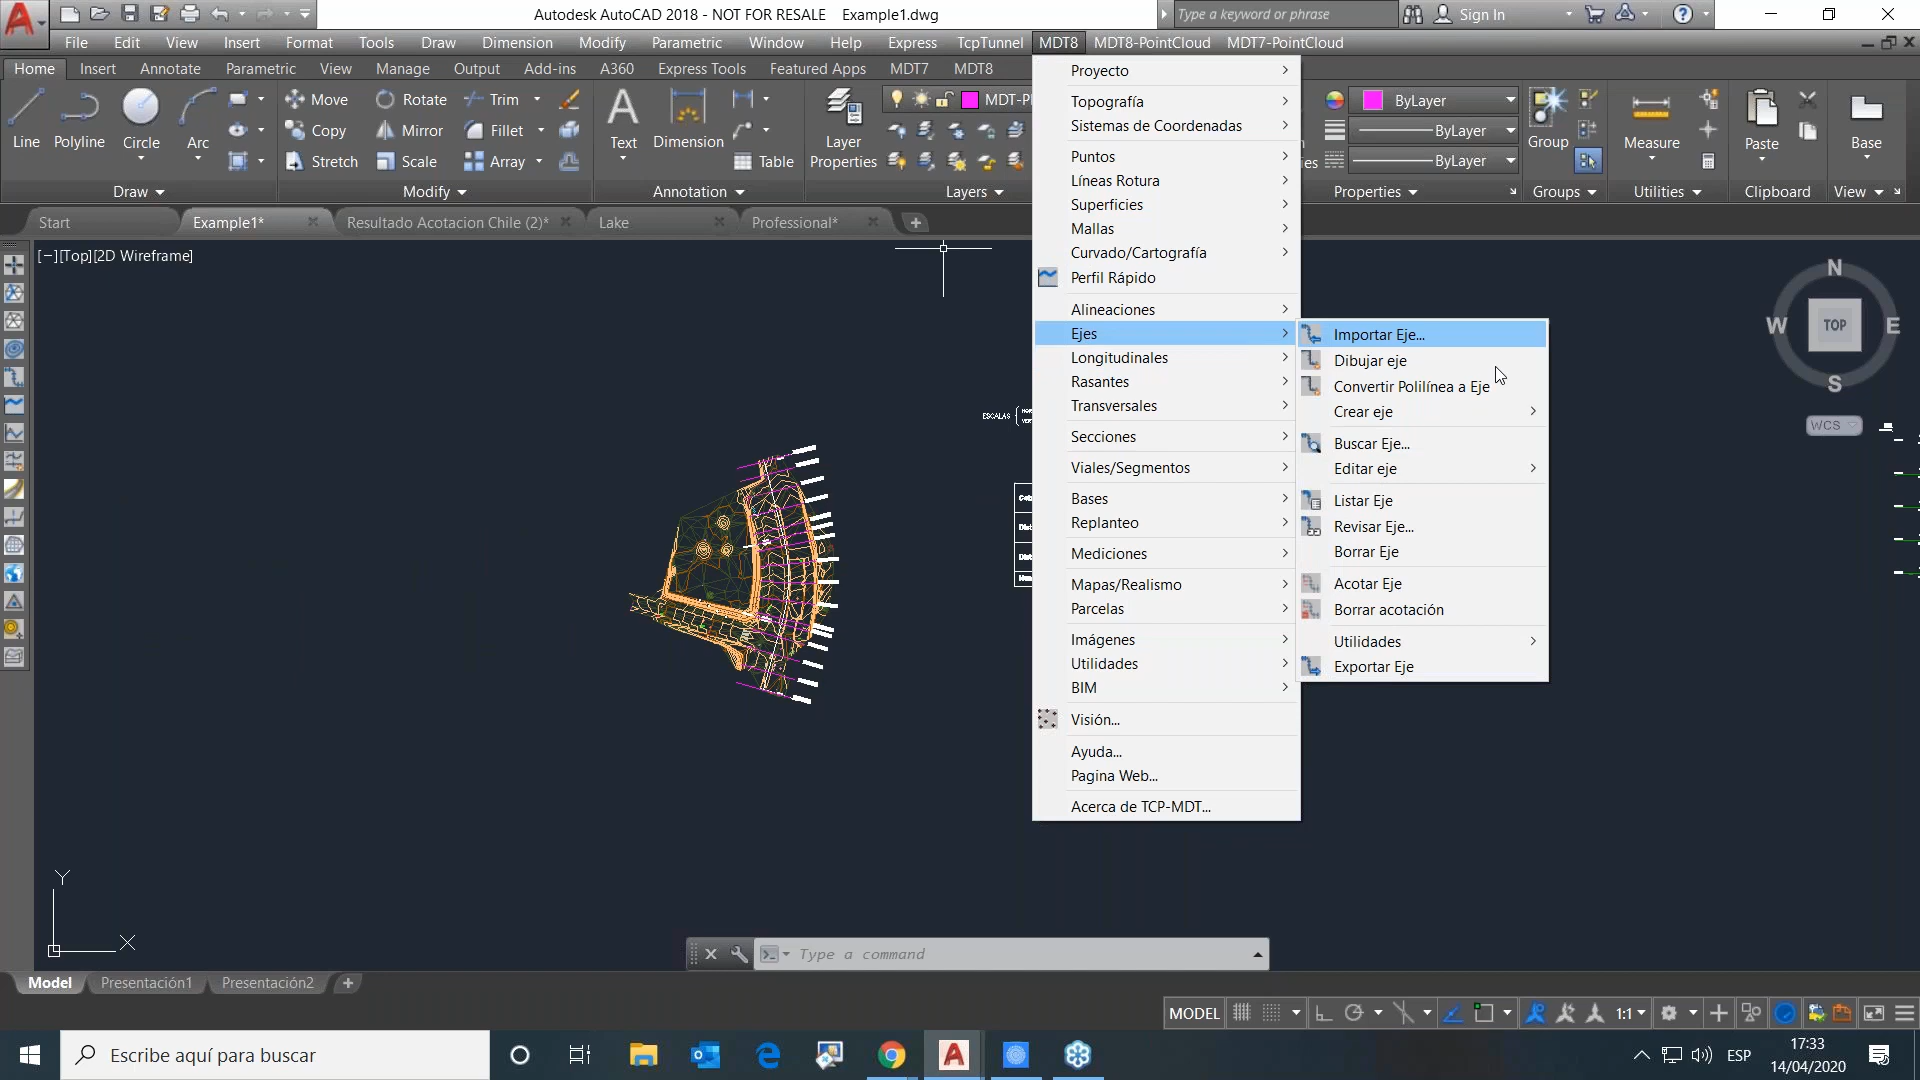 Autodesk AutoCAD 2018 - NOT FOR RESALE    Example1.dwg
Type a keyword or phrase
Sign In
File Edit View Insert Format Tools Draw Dimension Modify Parametric Window Help Express TcpTunnel MDT8 MDT8-PointCloud MDT7-PointCloud
Home Insert Annotate Parametric View Manage Output Add-ins A360 Express Tools Featured Apps MDT7 MDT8
Line Polyline Circle Arc
Move Rotate Trim
Copy Mirror Fillet
Stretch Scale Array
Text Dimension Table
Layer Properties
ByLayer
ByLayer
ByLayer
Group Measure Paste Base
Draw Modify Annotation Layers Properties Groups Utilities Clipboard View
Start Example1* Resultado Acotacion Chile (2)* Lake Professional*
[−][Top][2D Wireframe]
Proyecto
Topografía
Sistemas de Coordenadas
Puntos
Líneas Rotura
Superficies
Mallas
Curvado/Cartografía
Perfil Rápido
Alineaciones
Ejes
Longitudinales
Rasantes
Transversales
Secciones
Viales/Segmentos
Bases
Replanteo
Mediciones
Mapas/Realismo
Parcelas
Imágenes
Utilidades
BIM
Visión...
Ayuda...
Pagina Web...
Acerca de TCP-MDT...
Importar Eje...
Dibujar eje
Convertir Polilínea a Eje
Crear eje
Buscar Eje...
Editar eje
Listar Eje
Revisar Eje...
Borrar Eje
Acotar Eje
Borrar acotación
Utilidades
Exportar Eje
N
W TOP E
S
WCS
ESCALAS
Y
X
Type a command
Model Presentación1 Presentación2
MODEL 1:1
Escribe aquí para buscar
ESP
17:33
14/04/2020